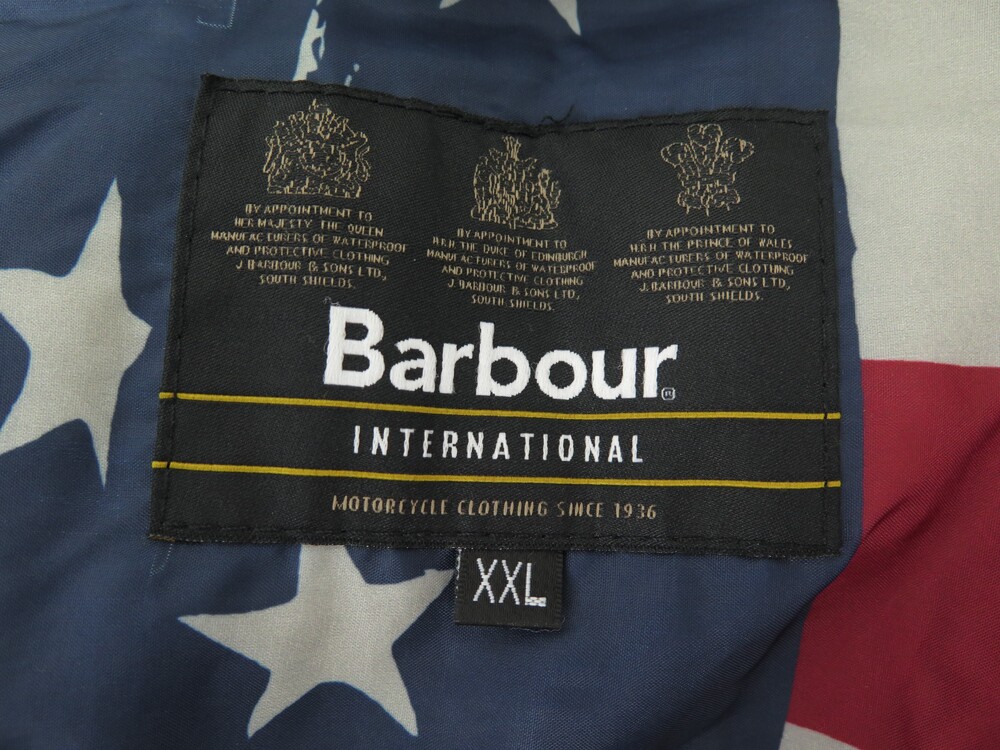 BY APPOINTMENT TO
HER MAJESTY THE QUEEN
MANUFACTURERS OF WATERPROOF
AND PROTECTIVE CLOTHING
J. BARBOUR & SONS LTD,
SOUTH SHIELDS.
BY APPOINTMENT TO
H.R.H. THE DUKE OF EDINBURGH
MANUFACTURERS OF WATERPROOF
AND PROTECTIVE CLOTHING
J. BARBOUR & SONS LTD,
SOUTH SHIELDS.
BY APPOINTMENT TO
H.R.H. THE PRINCE OF WALES
MANUFACTURERS OF WATERPROOF
AND PROTECTIVE CLOTHING
J. BARBOUR & SONS LTD,
SOUTH SHIELDS.
Barbour®
INTERNATIONAL
MOTORCYCLE CLOTHING SINCE 1936
XXL